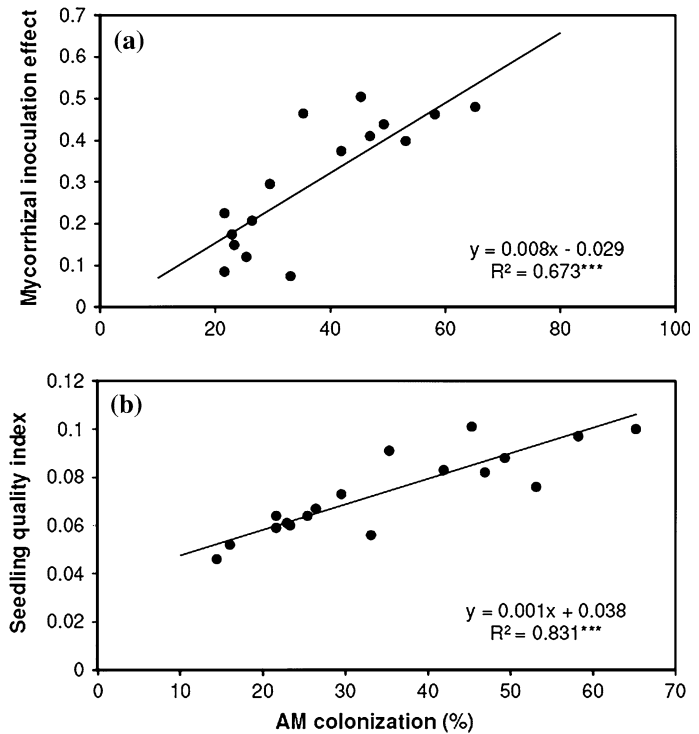 (a)
Mycorrhizal inoculation effect
0.7
0.6
0.5
0.4
0.3
0.2
0.1
0
y = 0.008x - 0.029
R² = 0.673***
0 20 40 60 80 100
(b)
Seedling quality index
0.12
0.1
0.08
0.06
0.04
0.02
0
y = 0.001x + 0.038
R² = 0.831***
0 10 20 30 40 50 60 70
AM colonization (%)